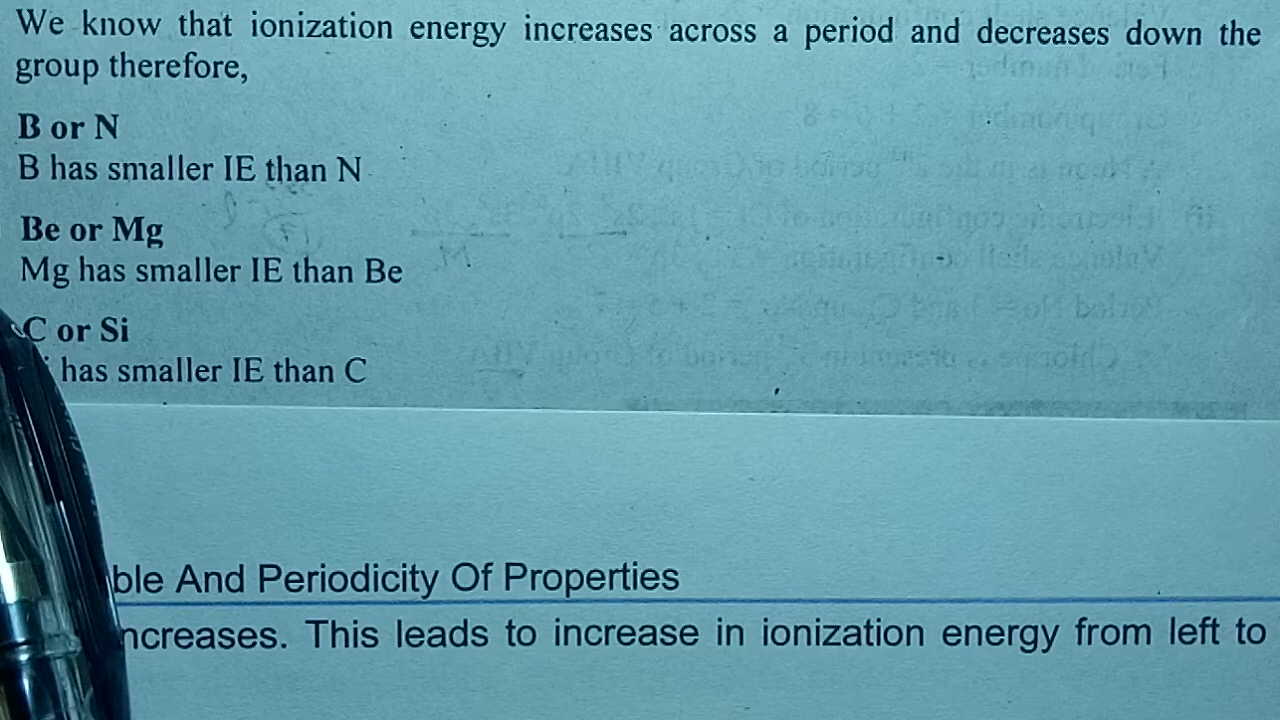 We know that ionization energy increases across a period and decreases down the
group therefore,
B or N
B has smaller IE than N
Be or Mg
Mg has smaller IE than Be
C or Si
has smaller IE than C
ble And Periodicity Of Properties
ncreases. This leads to increase in ionization energy from left to